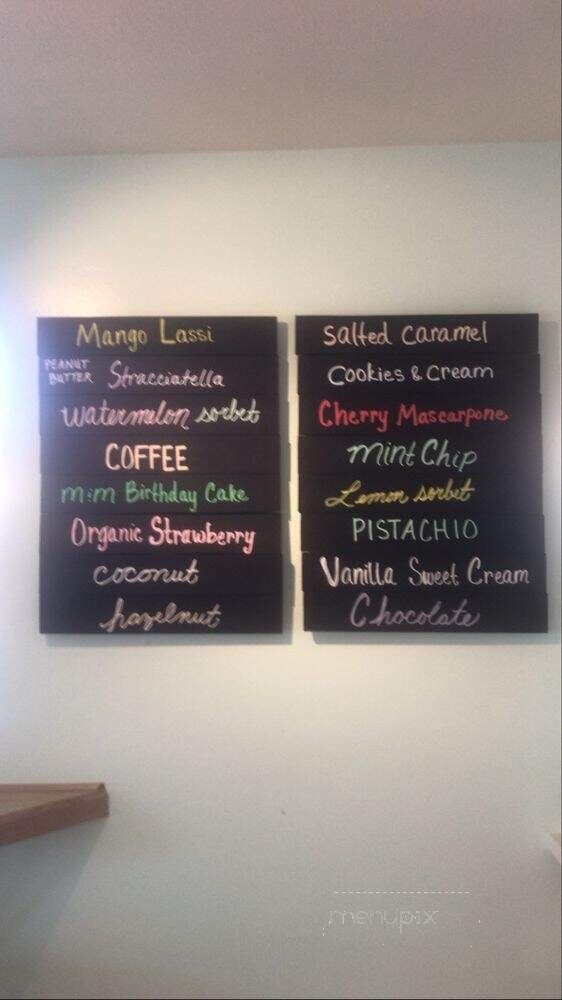 Mango Lassi
PEANUT
BUTTER Stracciatella
watermelon sorbet
COFFEE
m:m Birthday Cake
Organic Strawberry
coconut
hazelnut
salted caramel
Cookies & Cream
Cherry Mascarpone
mint Chip
Lemon sorbet
PISTACHIO
Vanilla Sweet Cream
Chocolate
menupix